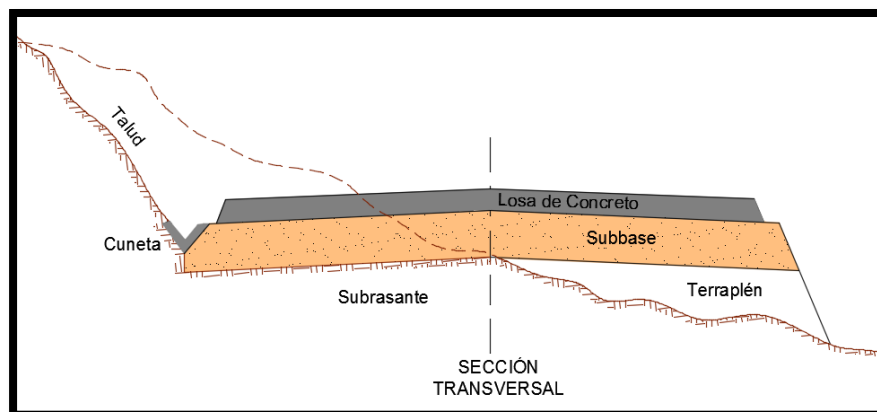 Talud
Losa de Concreto
Cuneta
Subbase
Subrasante
Terraplén
SECCIÓN
TRANSVERSAL